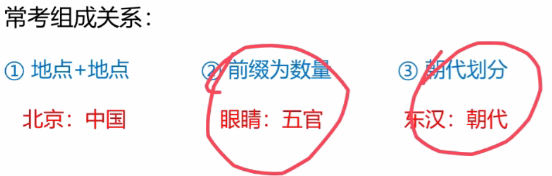 常考组成关系：
① 地点+地点 ② 前缀为数量 ③ 朝代划分
北京：中国 眼睛：五官 东汉：朝代